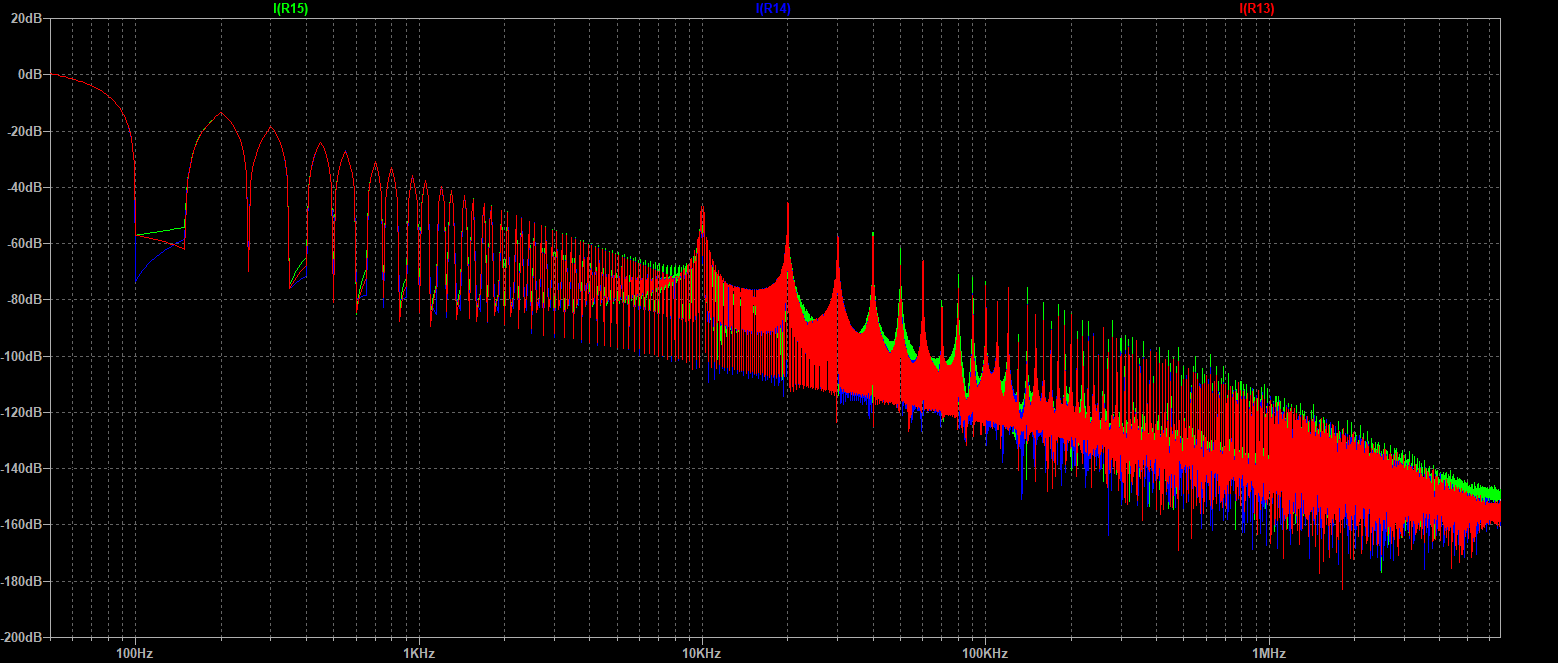 I(R15) I(R14) I(R13)
20dB
0dB
-20dB
-40dB
-60dB
-80dB
-100dB
-120dB
-140dB
-160dB
-180dB
-200dB
100Hz 1KHz 10KHz 100KHz 1MHz